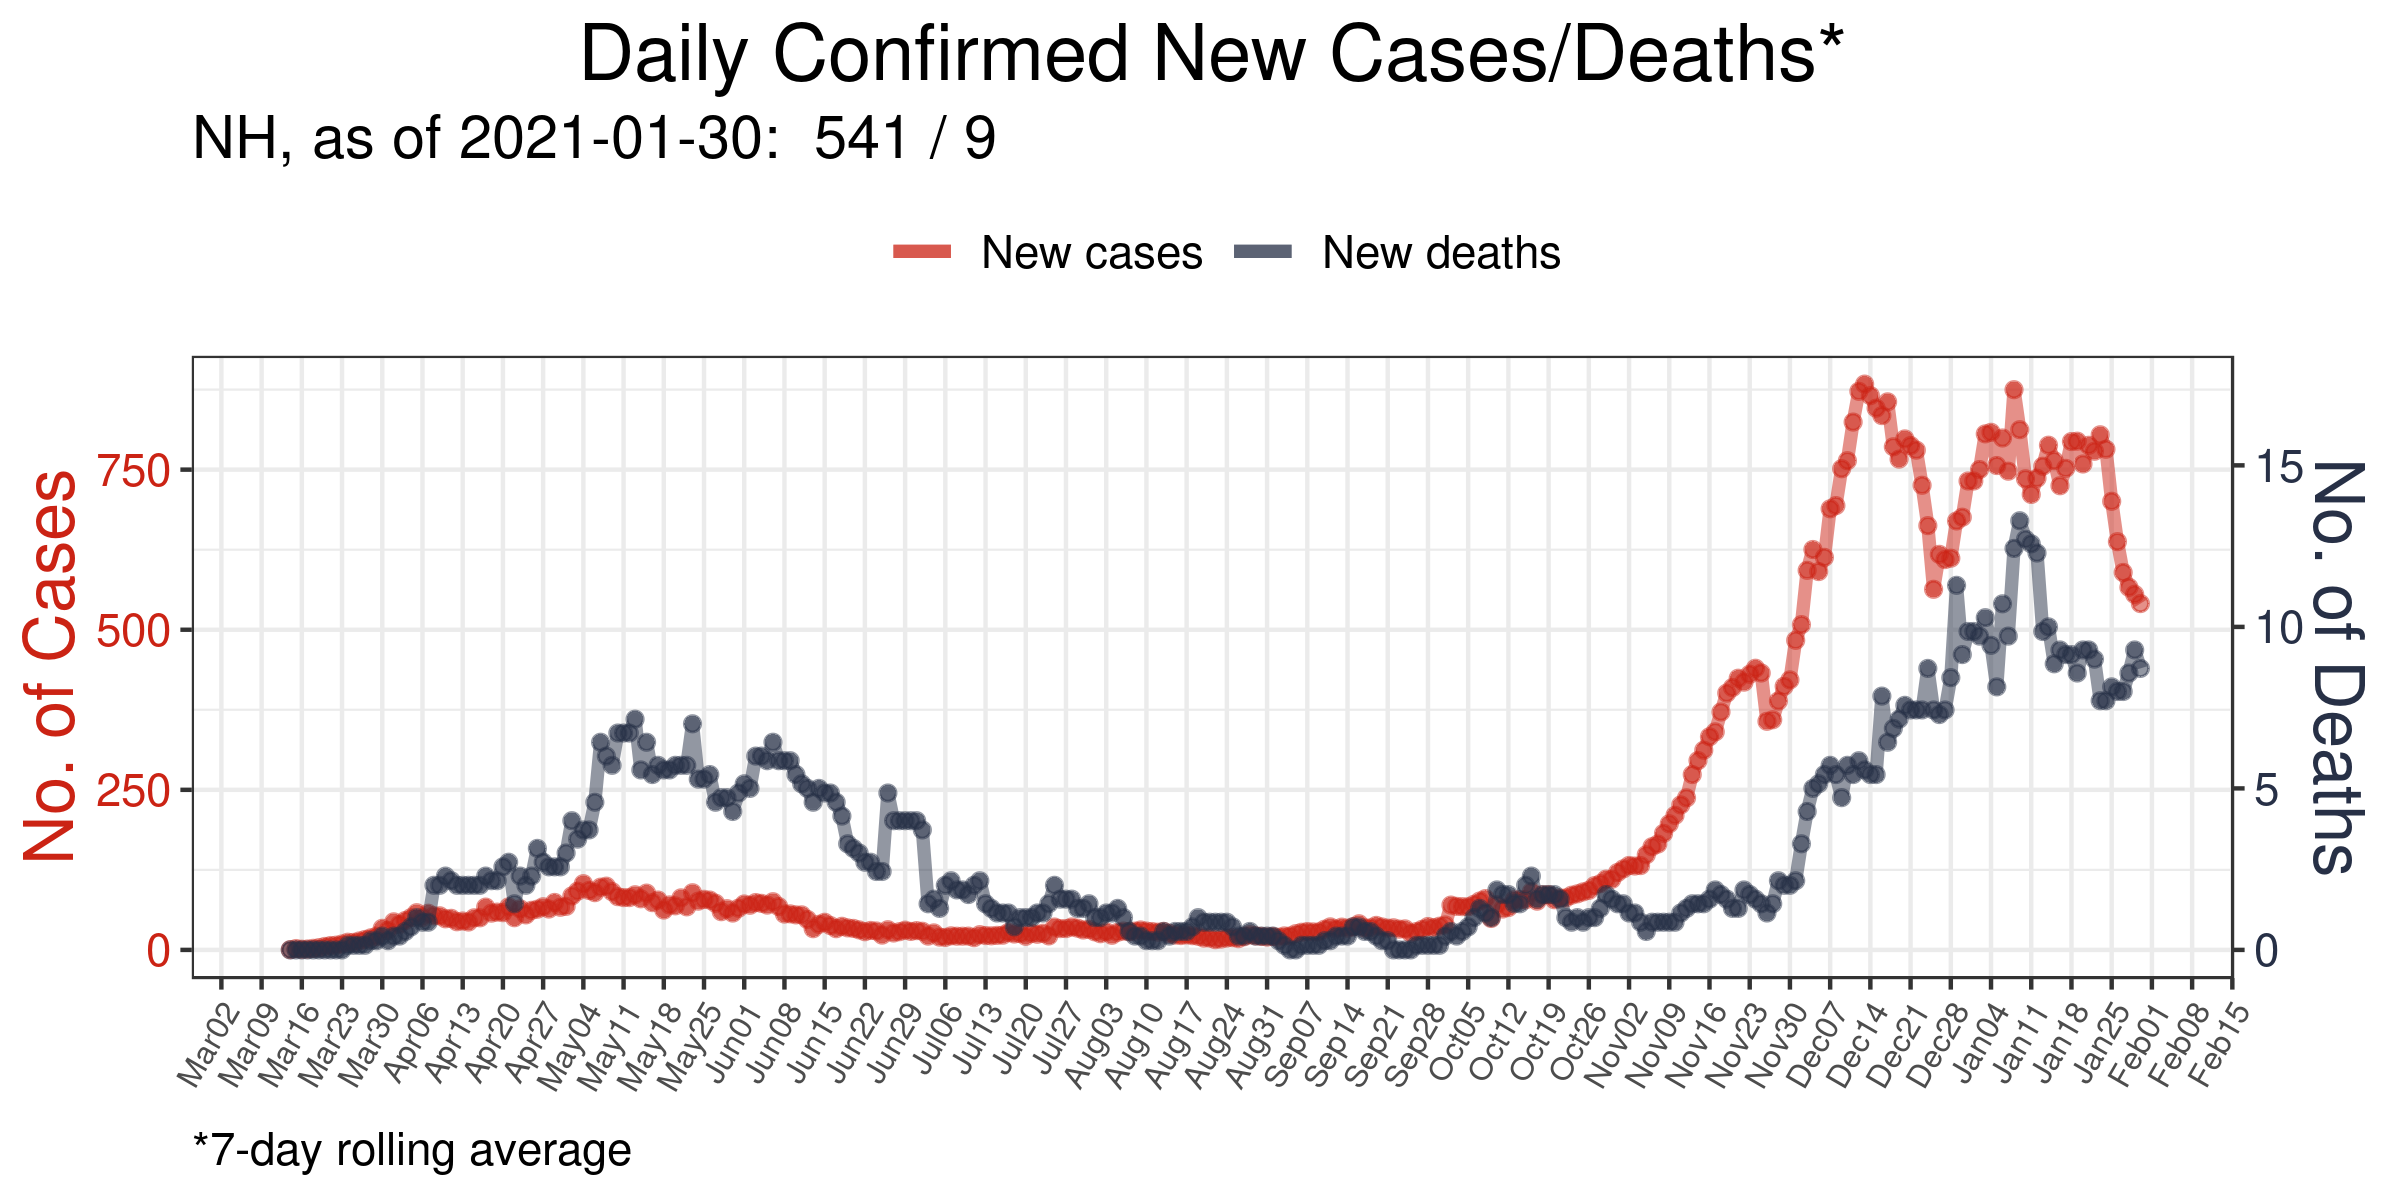 Daily Confirmed New Cases/Deaths*
NH, as of 2021-01-30:  541 / 9
New cases
New deaths
No. of Cases
750
500
250
0
15
10
5
0
No. of Deaths
Mar02
Mar09
Mar16
Mar23
Mar30
Apr06
Apr13
Apr20
Apr27
May04
May11
May18
May25
Jun01
Jun08
Jun15
Jun22
Jun29
Jul06
Jul13
Jul20
Jul27
Aug03
Aug10
Aug17
Aug24
Aug31
Sep07
Sep14
Sep21
Sep28
Oct05
Oct12
Oct19
Oct26
Nov02
Nov09
Nov16
Nov23
Nov30
Dec07
Dec14
Dec21
Dec28
Jan04
Jan11
Jan18
Jan25
Feb01
Feb08
Feb15
*7-day rolling average